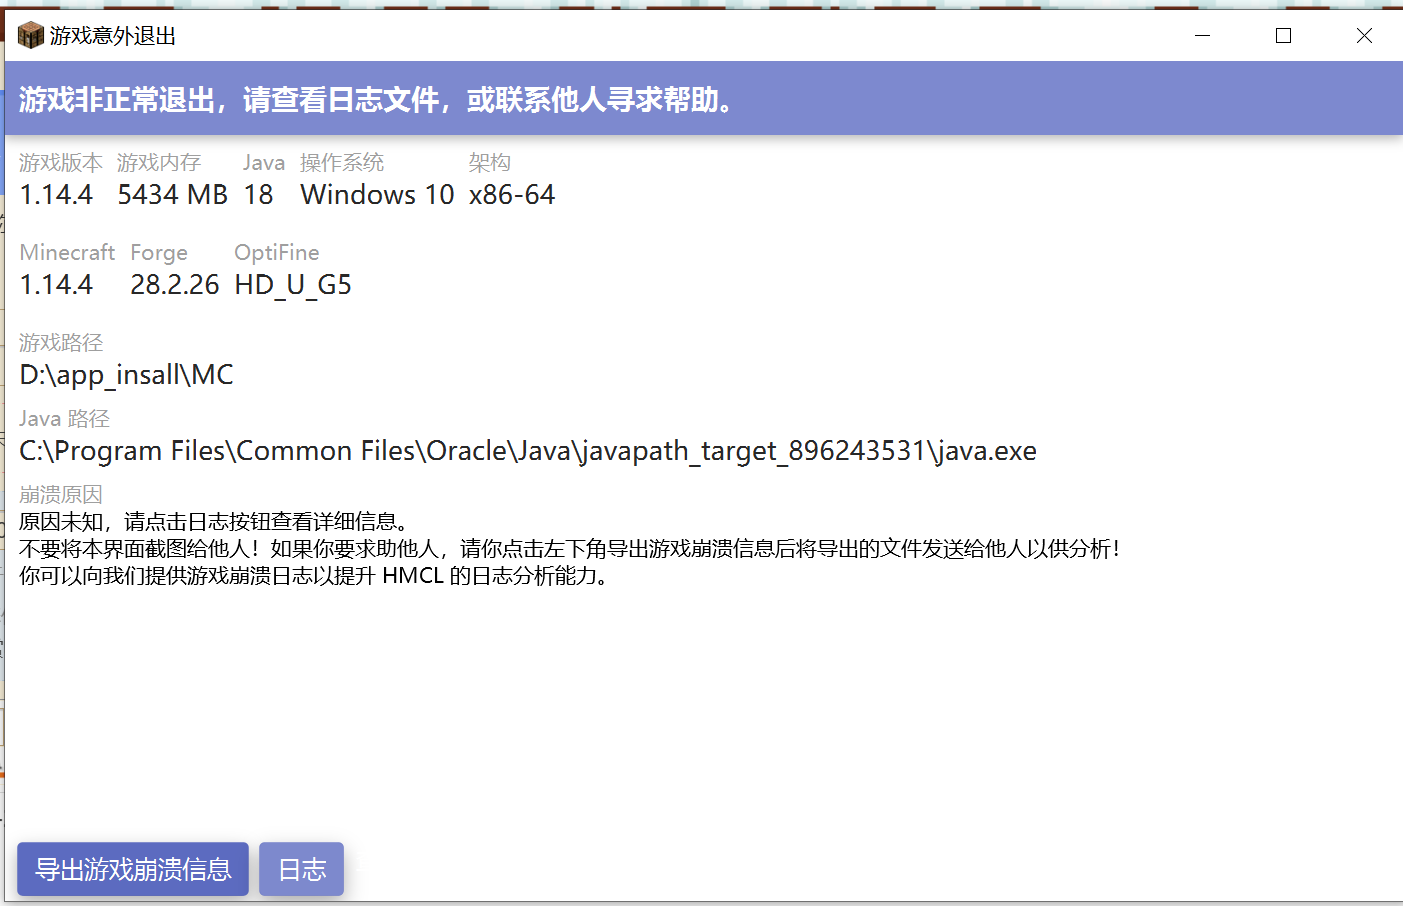 游戏意外退出
游戏非正常退出，请查看日志文件，或联系他人寻求帮助。
游戏版本 游戏内存 Java 操作系统 架构
1.14.4 5434 MB 18 Windows 10 x86-64
Minecraft Forge OptiFine
1.14.4 28.2.26 HD_U_G5
游戏路径
D:\app_insall\MC
Java 路径
C:\Program Files\Common Files\Oracle\Java\javapath_target_896243531\java.exe
崩溃原因
原因未知，请点击日志按钮查看详细信息。
不要将本界面截图给他人！如果你要求助他人，请你点击左下角导出游戏崩溃信息后将导出的文件发送给他人以供分析！
你可以向我们提供游戏崩溃日志以提升 HMCL 的日志分析能力。
导出游戏崩溃信息 日志